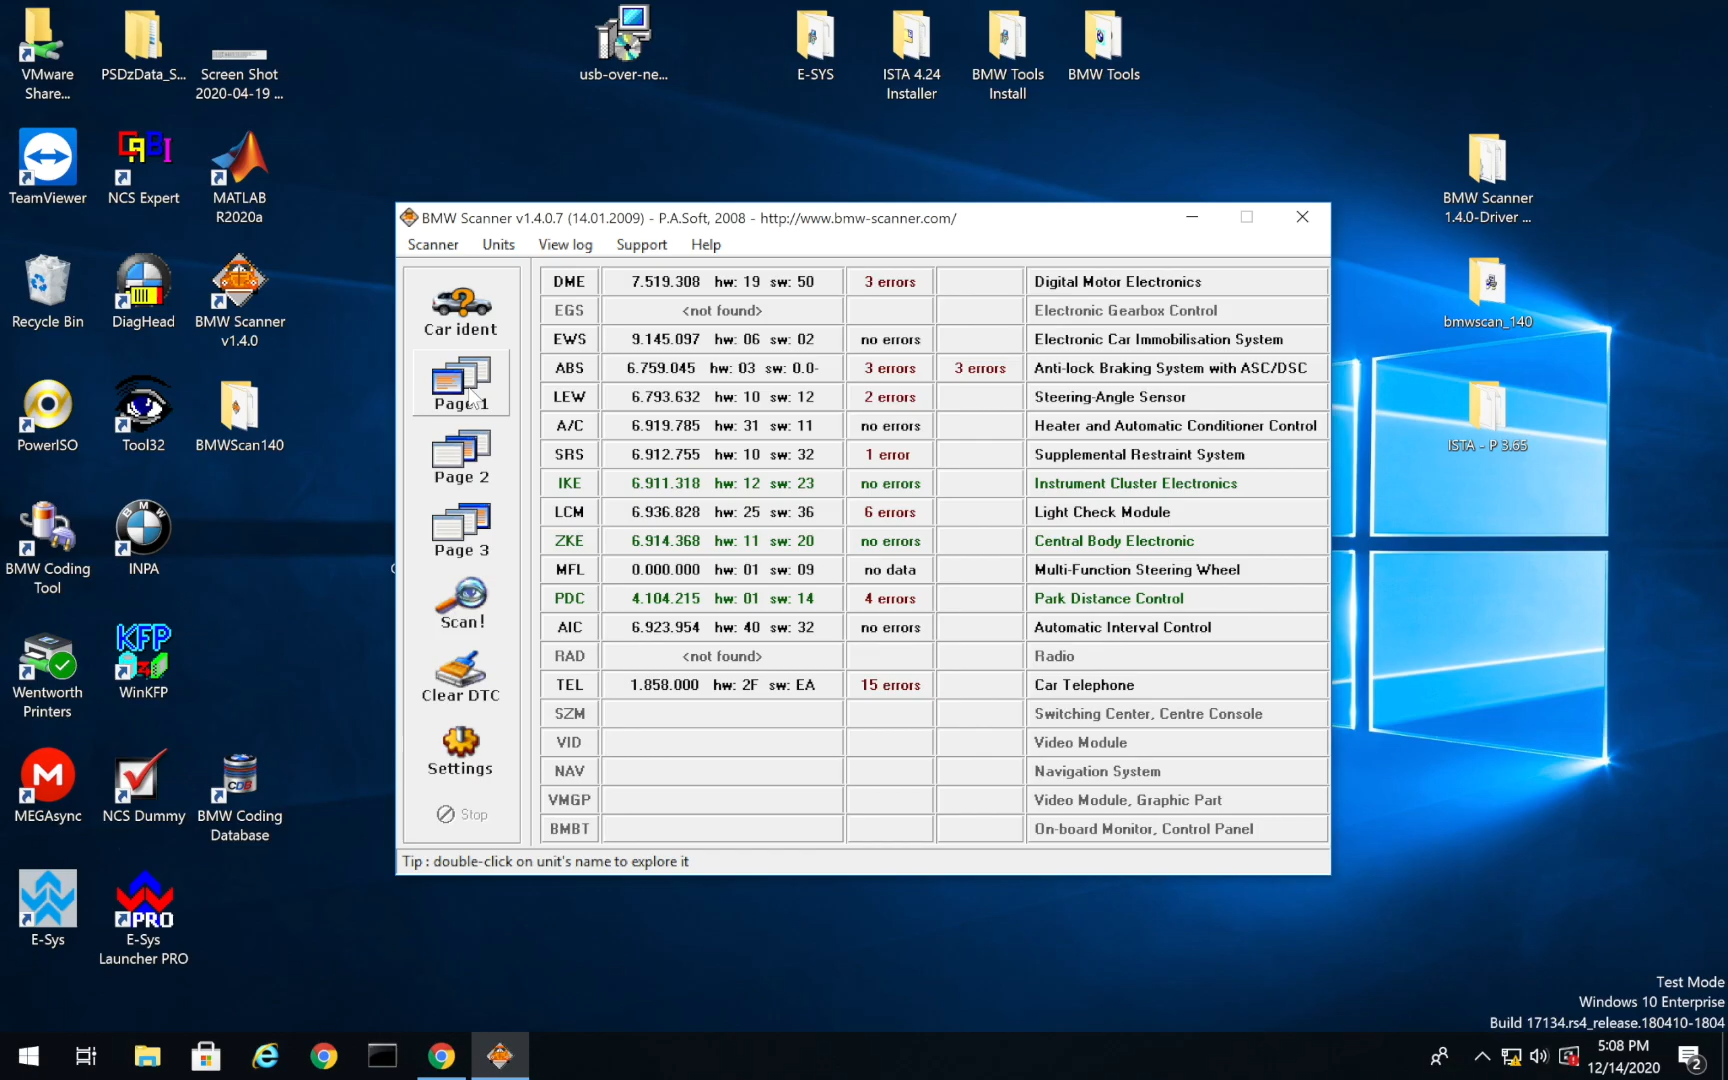 VMware
Share...
PSDzData_S...
Screen Shot
2020-04-19 ...
usb-over-ne...
E-SYS
ISTA 4.24
Installer
BMW Tools
Install
BMW Tools
TeamViewer
CABI
NCS Expert
MATLAB
R2020a
BMW Scanner
1.4.0-Driver ...
Recycle Bin
DiagHead
BMW Scanner
v1.4.0
bmwscan_140
PowerISO
Tool32
BMWScan140
ISTA - P 3.65
BMW Coding
Tool
BMW
INPA
Wentworth
Printers
KFP
WinKFP
MEGAsync
NCS Dummy
CDB
BMW Coding
Database
E-Sys
PRO
E-Sys
Launcher PRO
BMW Scanner v1.4.0.7 (14.01.2009) - P.A.Soft, 2008 - http://www.bmw-scanner.com/
Scanner Units View log Support Help
Car ident
Page 1
Page 2
Page 3
Scan!
Clear DTC
Settings
Stop
DME 7.519.308 hw: 19 sw: 50 3 errors Digital Motor Electronics
EGS <not found> Electronic Gearbox Control
EWS 9.145.097 hw: 06 sw: 02 no errors Electronic Car Immobilisation System
ABS 6.759.045 hw: 03 sw: 0.0- 3 errors 3 errors Anti-lock Braking System with ASC/DSC
LEW 6.793.632 hw: 10 sw: 12 2 errors Steering-Angle Sensor
A/C 6.919.785 hw: 31 sw: 11 no errors Heater and Automatic Conditioner Control
SRS 6.912.755 hw: 10 sw: 32 1 error Supplemental Restraint System
IKE 6.911.318 hw: 12 sw: 23 no errors Instrument Cluster Electronics
LCM 6.936.828 hw: 25 sw: 36 6 errors Light Check Module
ZKE 6.914.368 hw: 11 sw: 20 no errors Central Body Electronic
MFL 0.000.000 hw: 01 sw: 09 no data Multi-Function Steering Wheel
PDC 4.104.215 hw: 01 sw: 14 4 errors Park Distance Control
AIC 6.923.954 hw: 40 sw: 32 no errors Automatic Interval Control
RAD <not found> Radio
TEL 1.858.000 hw: 2F sw: EA 15 errors Car Telephone
SZM Switching Center, Centre Console
VID Video Module
NAV Navigation System
VMGP Video Module, Graphic Part
BMBT On-board Monitor, Control Panel
Tip : double-click on unit's name to explore it
Test Mode
Windows 10 Enterprise
Build 17134.rs4_release.180410-1804
5:08 PM
12/14/2020
2